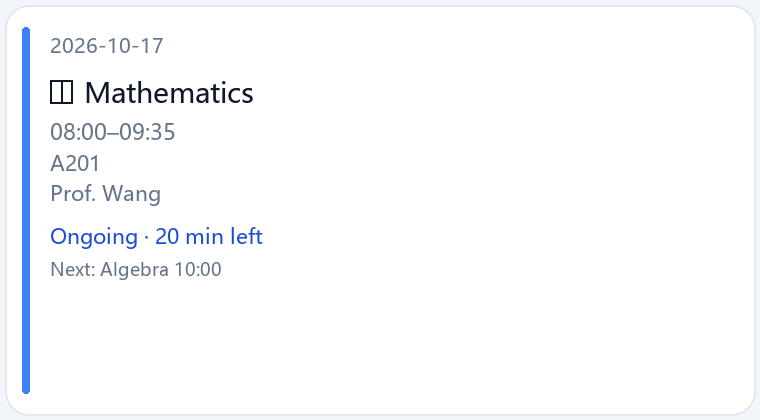 2026-10-17
Mathematics
08:00–09:35
A201
Prof. Wang
Ongoing · 20 min left
Next: Algebra 10:00